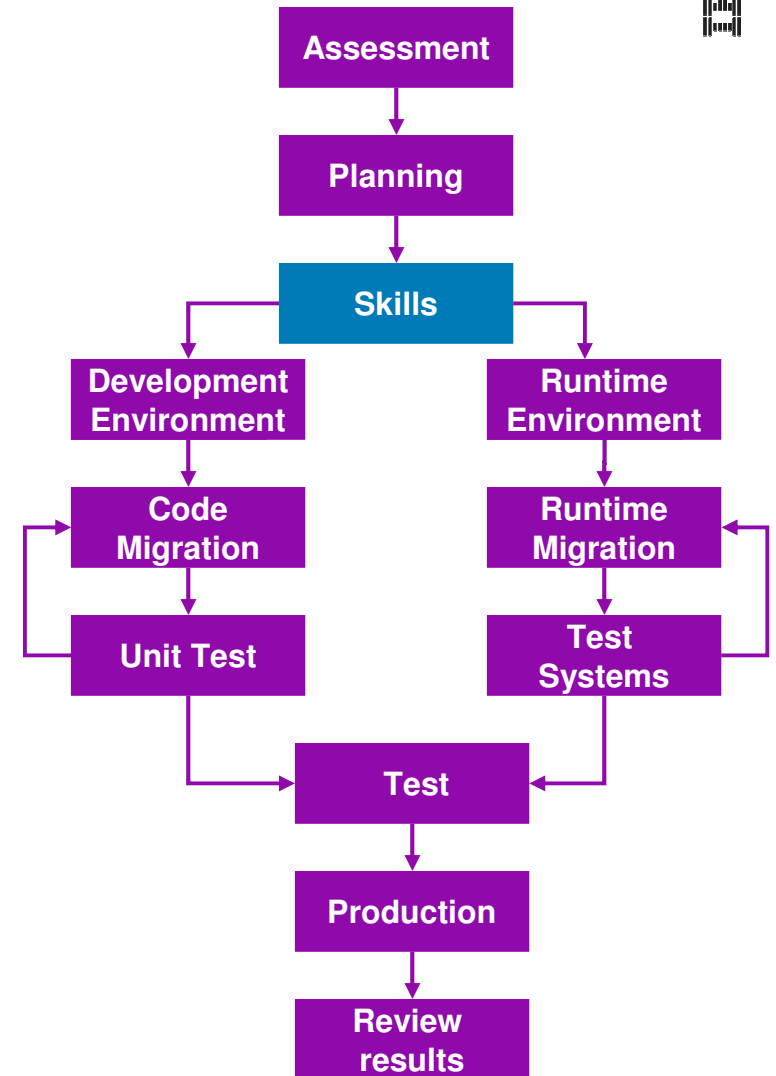 Assessment
Planning
Skills
Development
Environment
Runtime
Environment
Code
Migration
Runtime
Migration
Unit Test
Test
Systems
Test
Production
Review
results